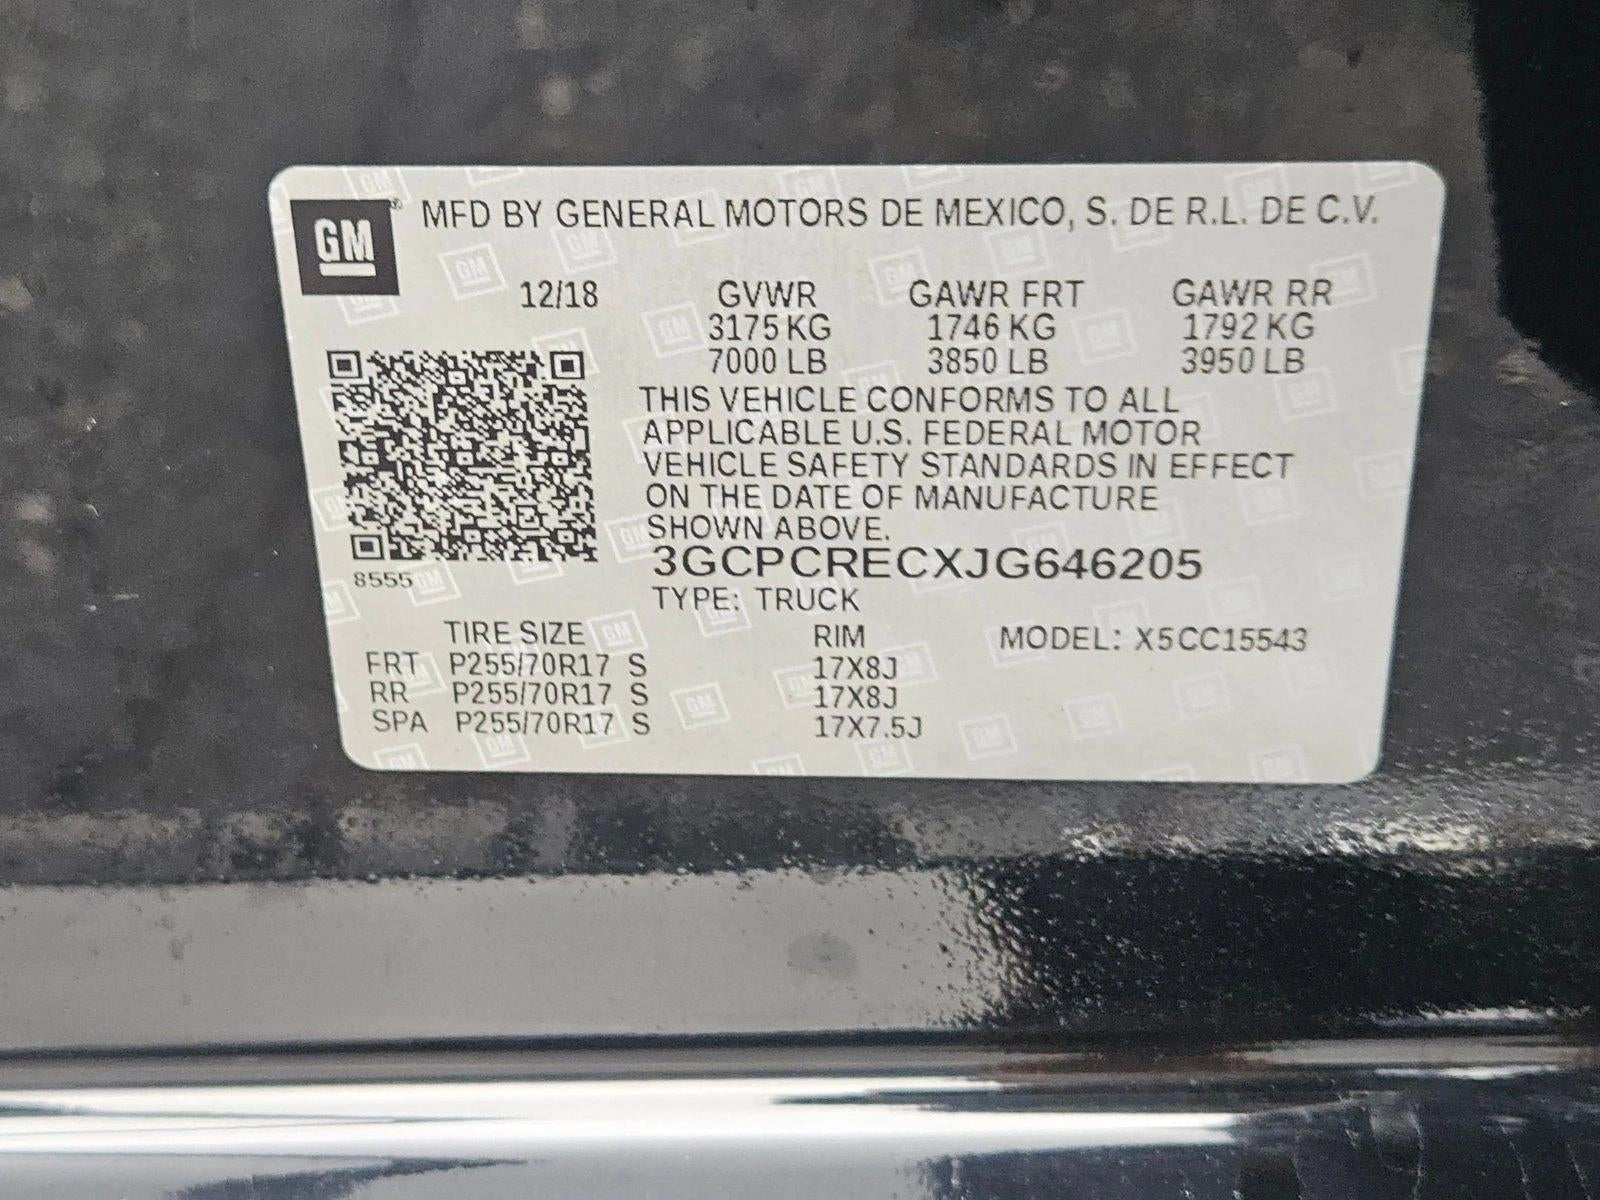 GM® MFD BY GENERAL MOTORS DE MEXICO, S. DE R.L. DE C.V.
12/18 GVWR GAWR FRT GAWR RR
3175 KG 1746 KG 1792 KG
7000 LB 3850 LB 3950 LB
THIS VEHICLE CONFORMS TO ALL
APPLICABLE U.S. FEDERAL MOTOR
VEHICLE SAFETY STANDARDS IN EFFECT
ON THE DATE OF MANUFACTURE
SHOWN ABOVE.
3GCPCRECXJG646205
8555
TYPE: TRUCK
TIRE SIZE RIM MODEL: X5CC15543
FRT P255/70R17 S 17X8J
RR P255/70R17 S 17X8J
SPA P255/70R17 S 17X7.5J